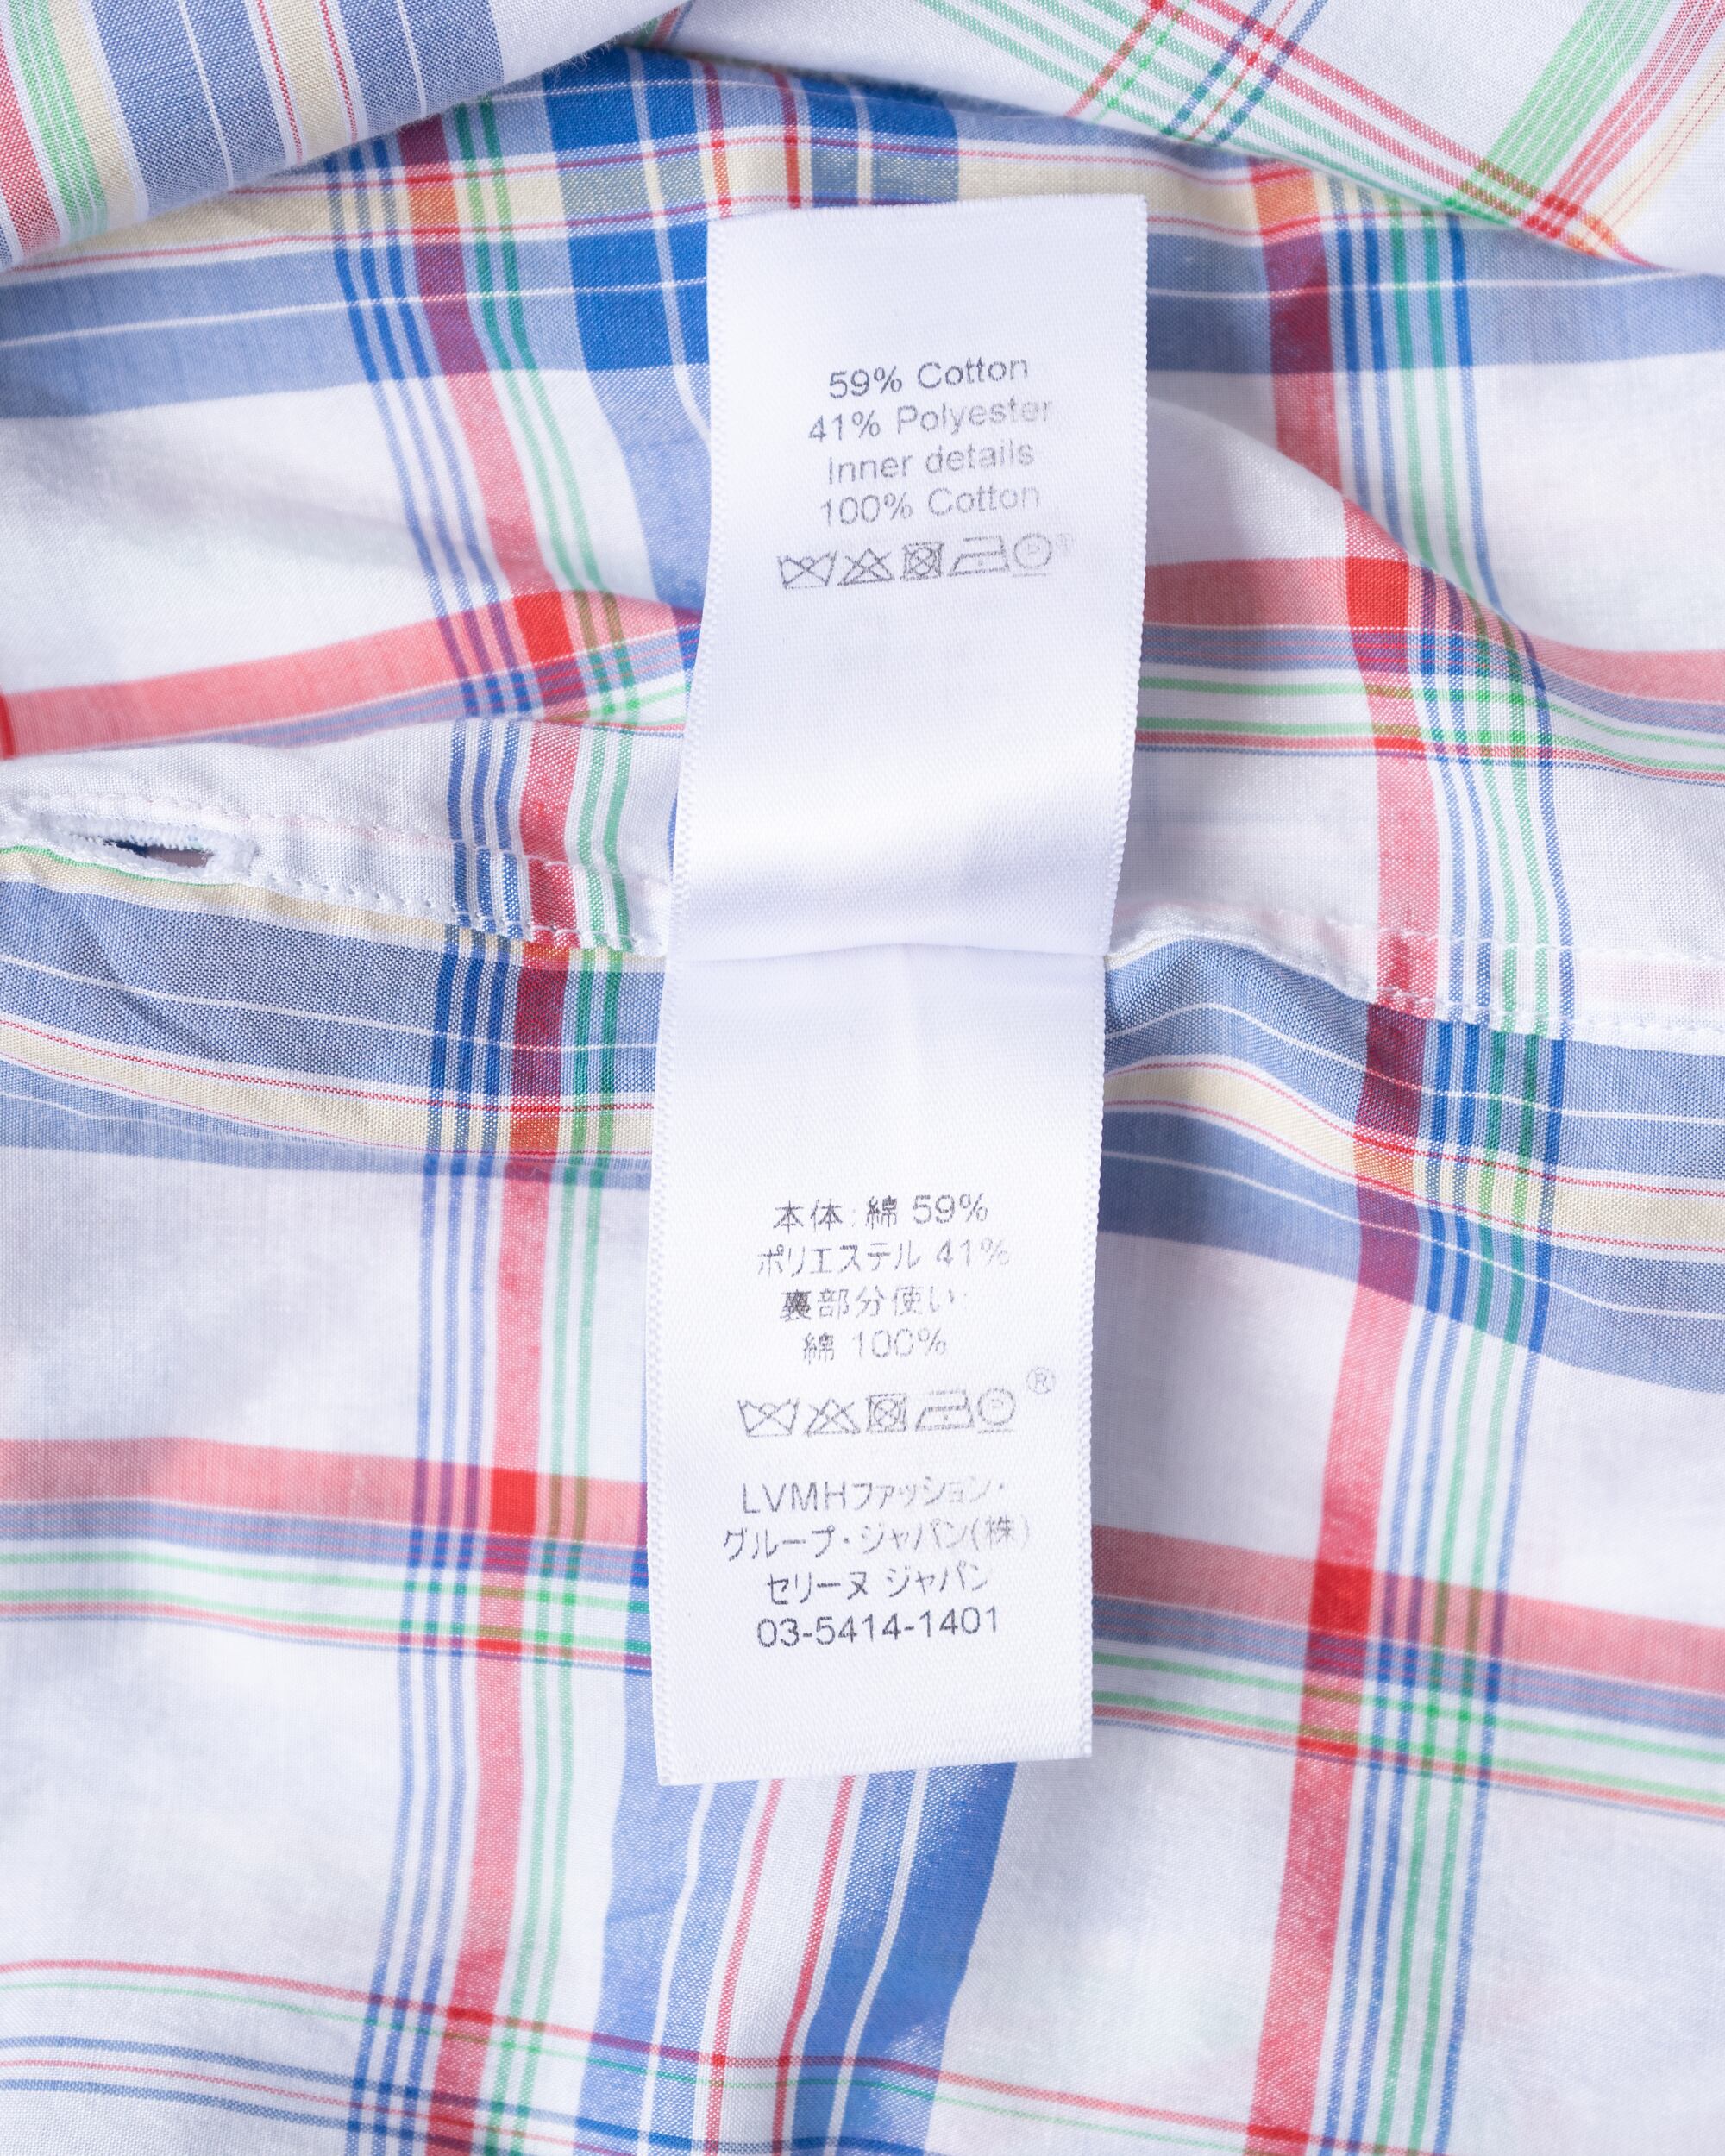 59% Cotton
41% Polyester
Inner details
100% Cotton
本体: 綿 59%
ポリエステル 41%
裏部分使い
綿 100%
®
LVMHファッション・
グループ・ジャパン(株)
セリーヌ ジャパン
03-5414-1401